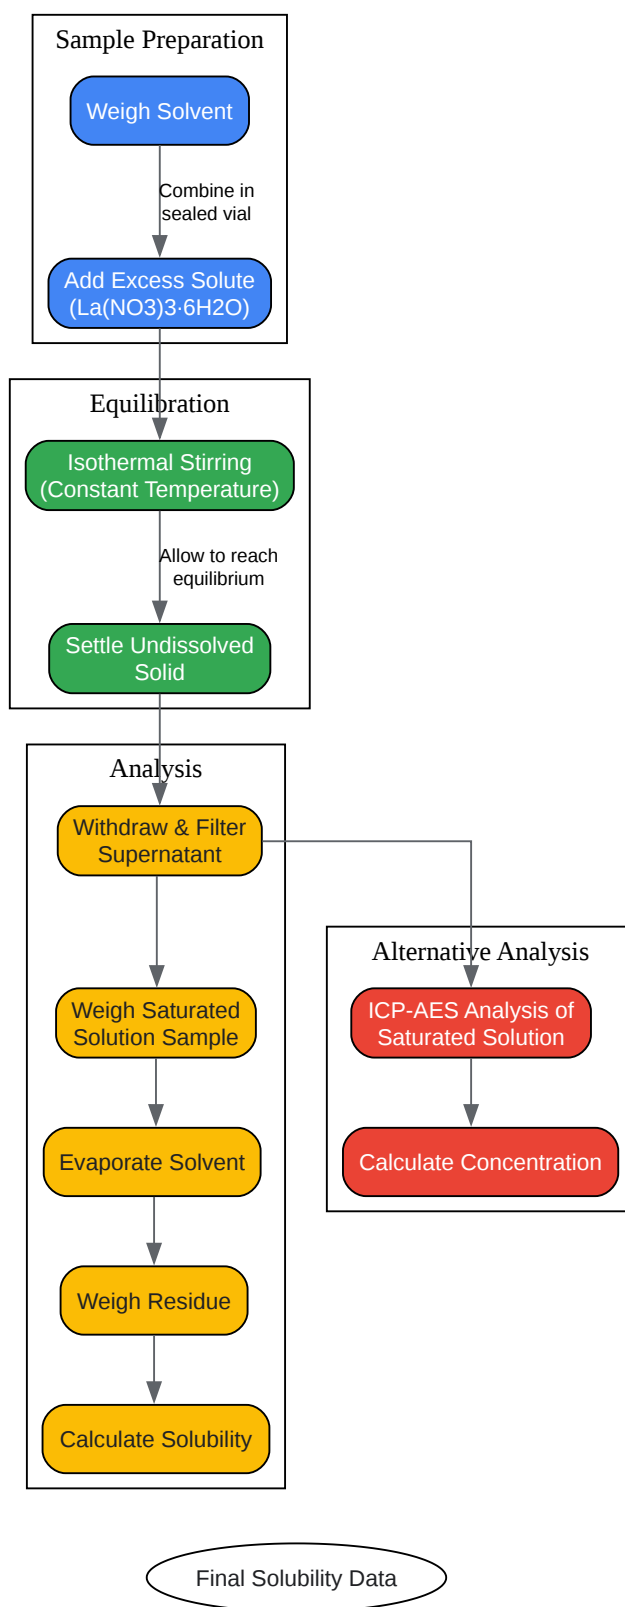 Sample Preparation
Weigh Solvent
Combine in
sealed vial
Add Excess Solute
(La(NO3)3·6H2O)
Equilibration
Isothermal Stirring
(Constant Temperature)
Allow to reach
equilibrium
Settle Undissolved
Solid
Analysis
Withdraw & Filter
Supernatant
Weigh Saturated
Solution Sample
Evaporate Solvent
Weigh Residue
Calculate Solubility
Alternative Analysis
ICP-AES Analysis of
Saturated Solution
Calculate Concentration
Final Solubility Data